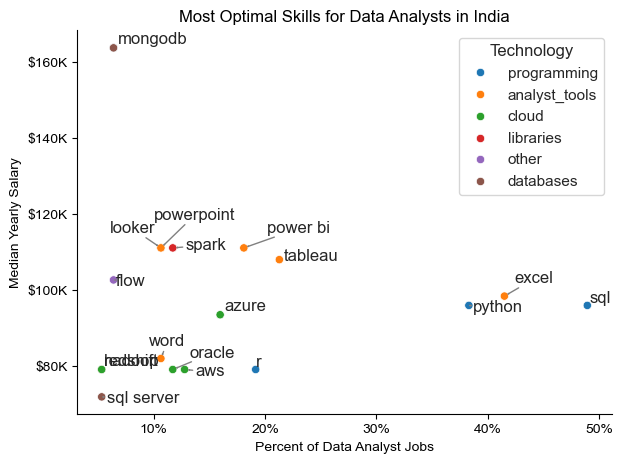 Most Optimal Skills for Data Analysts in India
mongodb
Technology
programming
analyst_tools
cloud
libraries
other
databases
$160K
$140K
$120K
$100K
$80K
Median Yearly Salary
powerpoint
looker
power bi
spark
tableau
flow
excel
sql
python
azure
word
oracle
redshift
hadoop
r
aws
sql server
10%
20%
30%
40%
50%
Percent of Data Analyst Jobs